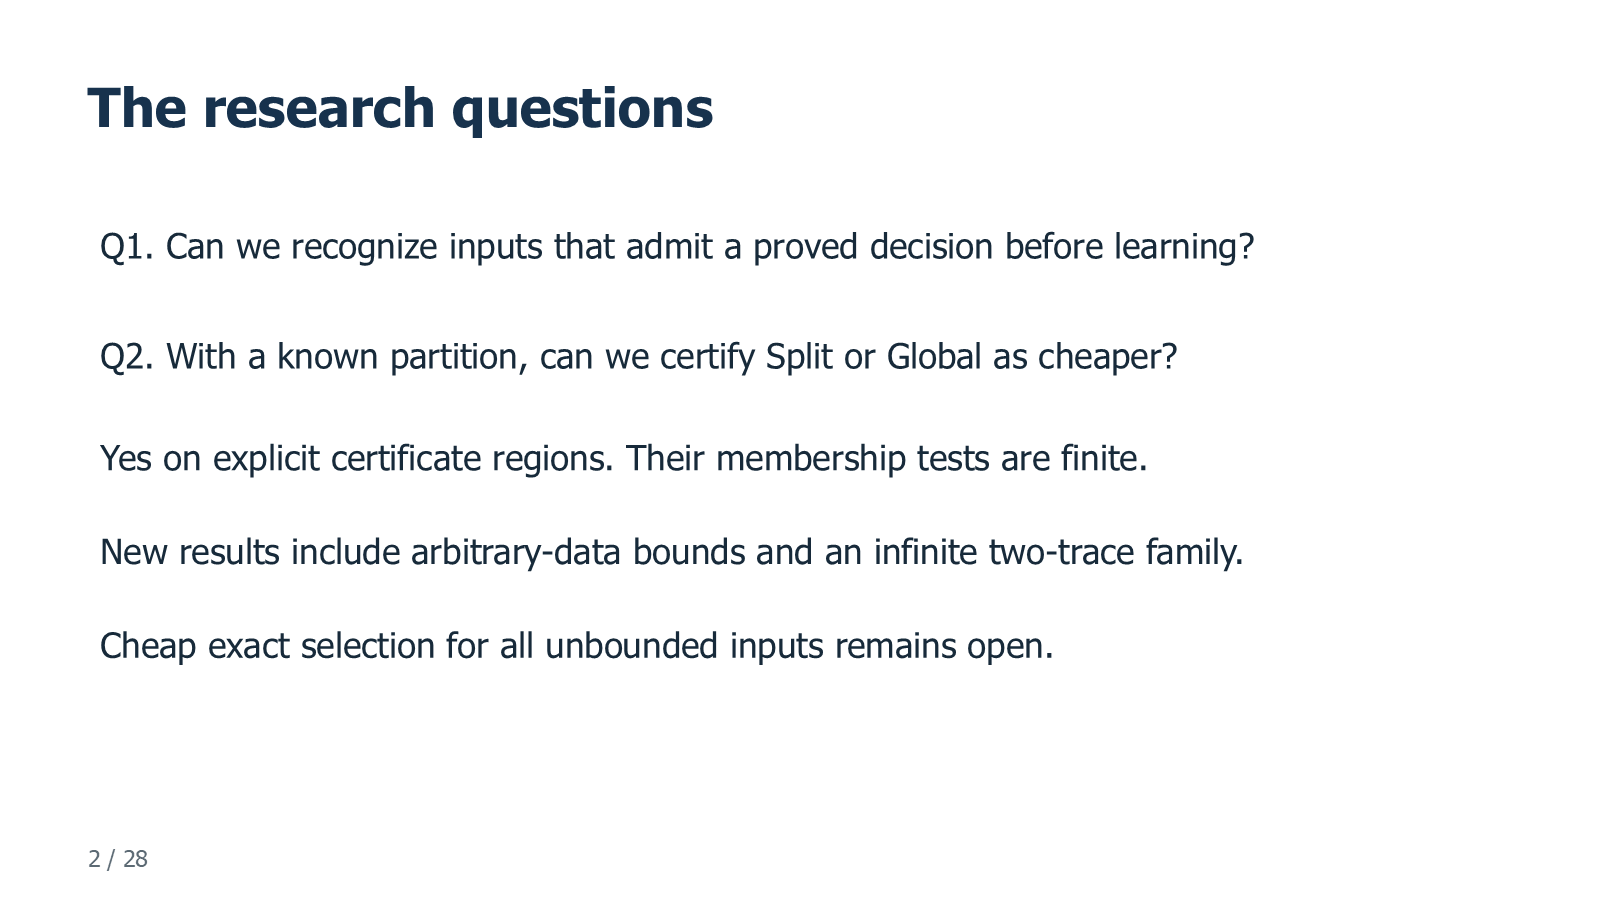 The research questions
Q1. Can we recognize inputs that admit a proved decision before learning?
Q2. With a known partition, can we certify Split or Global as cheaper?
Yes on explicit certificate regions. Their membership tests are finite.
New results include arbitrary-data bounds and an infinite two-trace family.
Cheap exact selection for all unbounded inputs remains open.
2 / 28